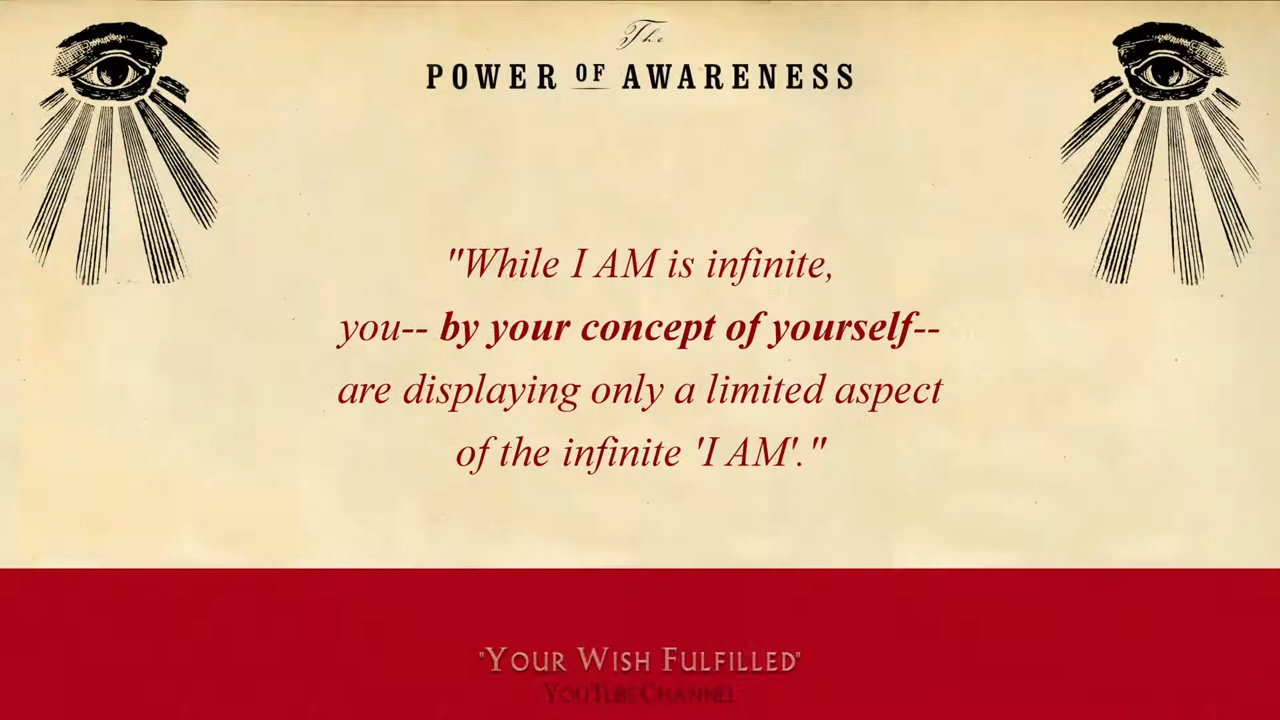 The
POWER OF AWARENESS
"While I AM is infinite,
you-- by your concept of yourself--
are displaying only a limited aspect
of the infinite 'I AM'."
"Your Wish Fulfilled"
YouTube Channel